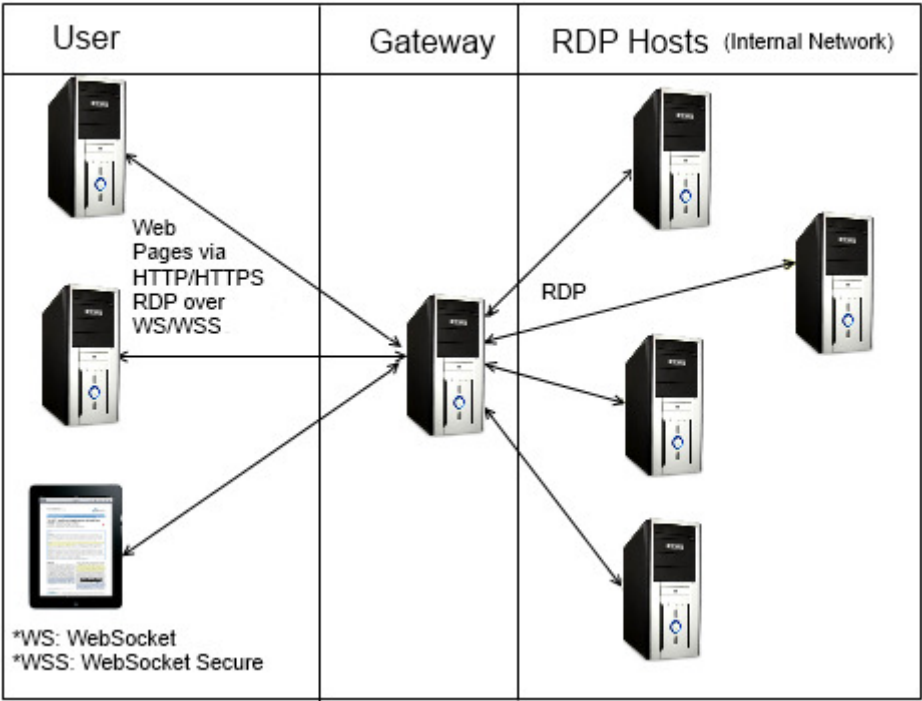 User
Gateway
RDP Hosts (Internal Network)
Web
Pages via
HTTP/HTTPS
RDP over
WS/WSS
RDP
*WS: WebSocket
*WSS: WebSocket Secure